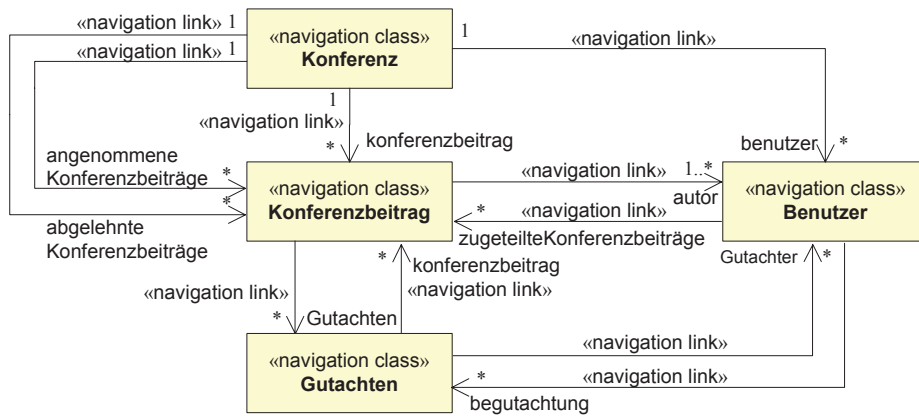 «navigation link» 1
«navigation link» 1
«navigation class»
Konferenz
1
«navigation link»
1
«navigation link»
* konferenzbeitrag
benutzer *
angenommene
Konferenzbeiträge *
*
abgelehnte
Konferenzbeiträge
«navigation class»
Konferenzbeitrag
«navigation link»
1..*
autor
* «navigation link»
zugeteilteKonferenzbeiträge
«navigation class»
Benutzer
Gutachter *
* konferenzbeitrag
«navigation link»
«navigation link»
* Gutachten
«navigation class»
Gutachten
«navigation link»
* «navigation link»
begutachtung